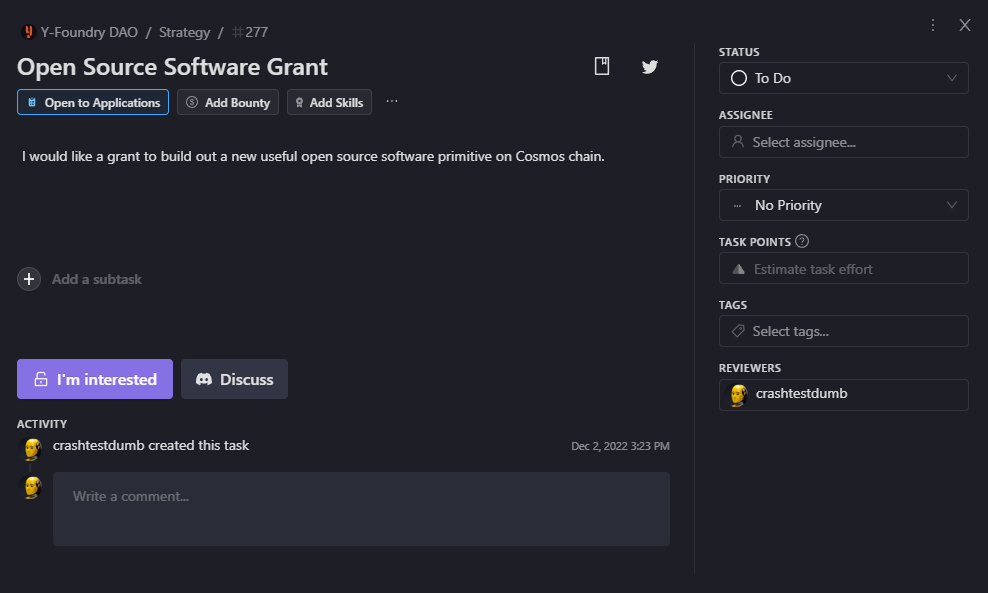 Y-Foundry DAO / Strategy / #277
Open Source Software Grant
Open to Applications Add Bounty Add Skills ...
I would like a grant to build out a new useful open source software primitive on Cosmos chain.
+ Add a subtask
I'm interested Discuss
ACTIVITY
crashtestdumb created this task Dec 2, 2022 3:23 PM
Write a comment...
STATUS
To Do
ASSIGNEE
Select assignee...
PRIORITY
... No Priority
TASK POINTS ?
Estimate task effort
TAGS
Select tags...
REVIEWERS
crashtestdumb